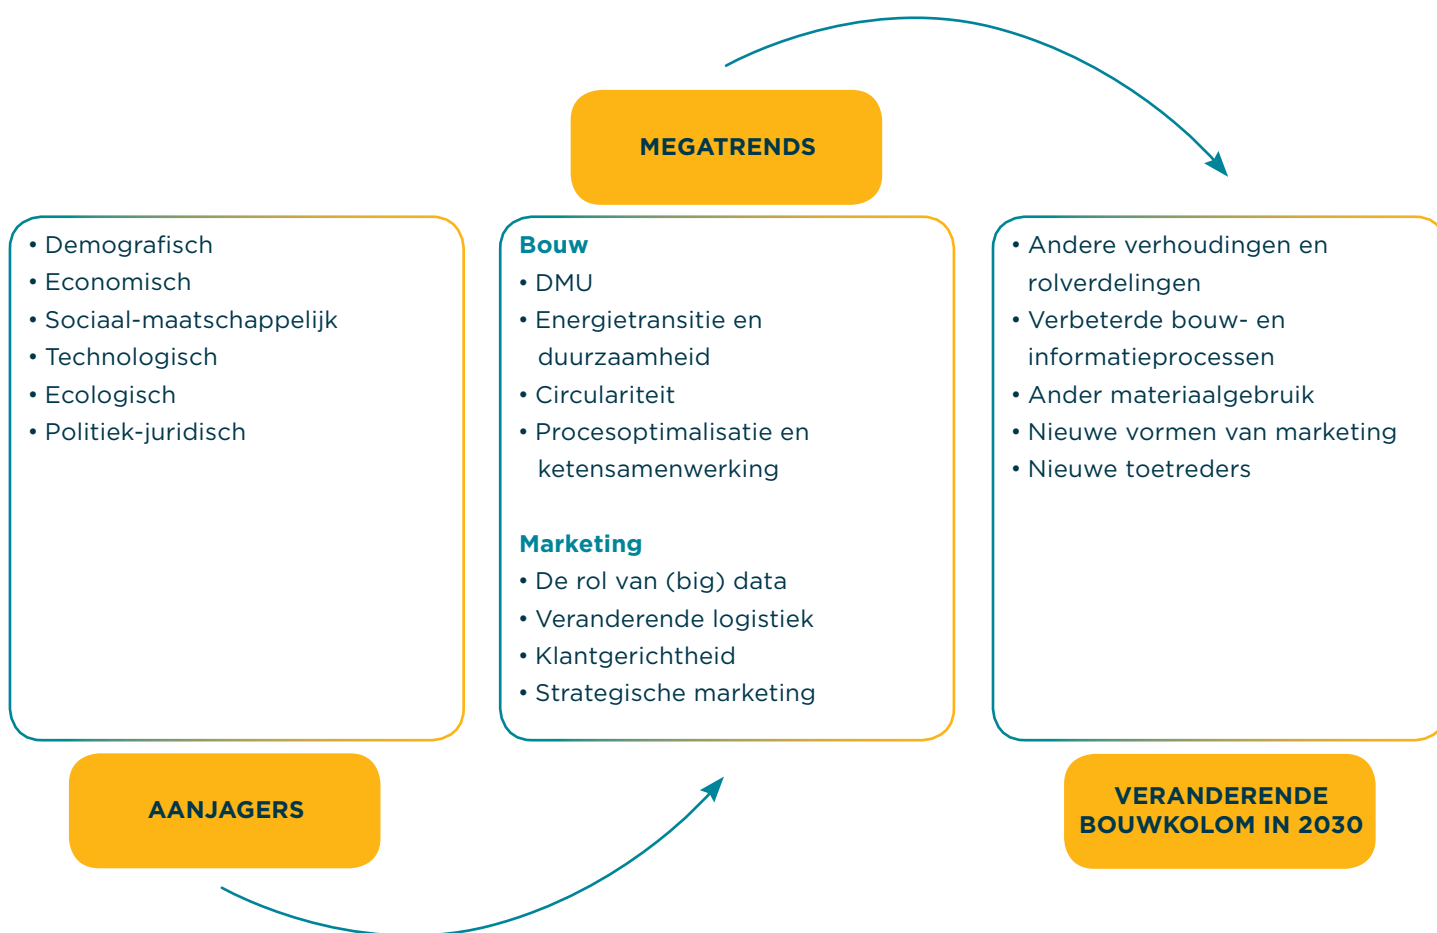 MEGATRENDS
• Demografisch
• Economisch
• Sociaal-maatschappelijk
• Technologisch
• Ecologisch
• Politiek-juridisch
AANJAGERS
Bouw
• DMU
• Energietransitie en
duurzaamheid
• Circulariteit
• Procesoptimalisatie en
ketensamenwerking
Marketing
• De rol van (big) data
• Veranderende logistiek
• Klantgerichtheid
• Strategische marketing
• Andere verhoudingen en
rolverdelingen
• Verbeterde bouw- en
informatieprocessen
• Ander materiaalgebruik
• Nieuwe vormen van marketing
• Nieuwe toetreders
VERANDERENDE
BOUWKOLOM IN 2030